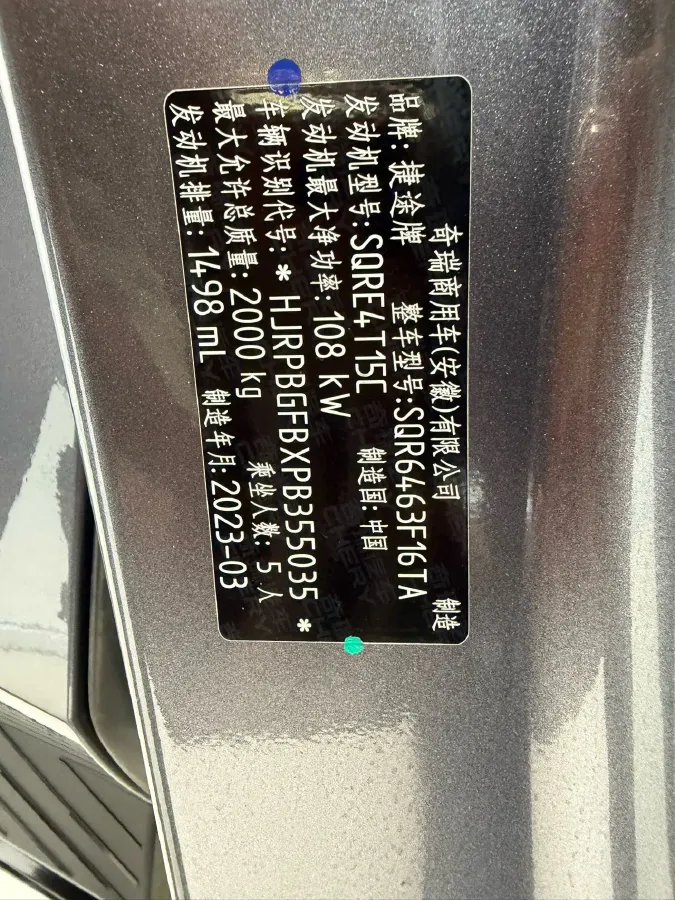 奇瑞商用车(安徽)有限公司 制造
品牌: 捷途牌 整车型号:SQR6463F16TA
发动机型号:SQRE4T15C 制造国: 中国
发动机最大净功率: 108 kW
车辆识别代号: * HJRPBGFBXPB355035 *
最大允许总质量: 2000 kg 乘坐人数: 5 人
发动机排量: 1498 mL 制造年月: 2023-03